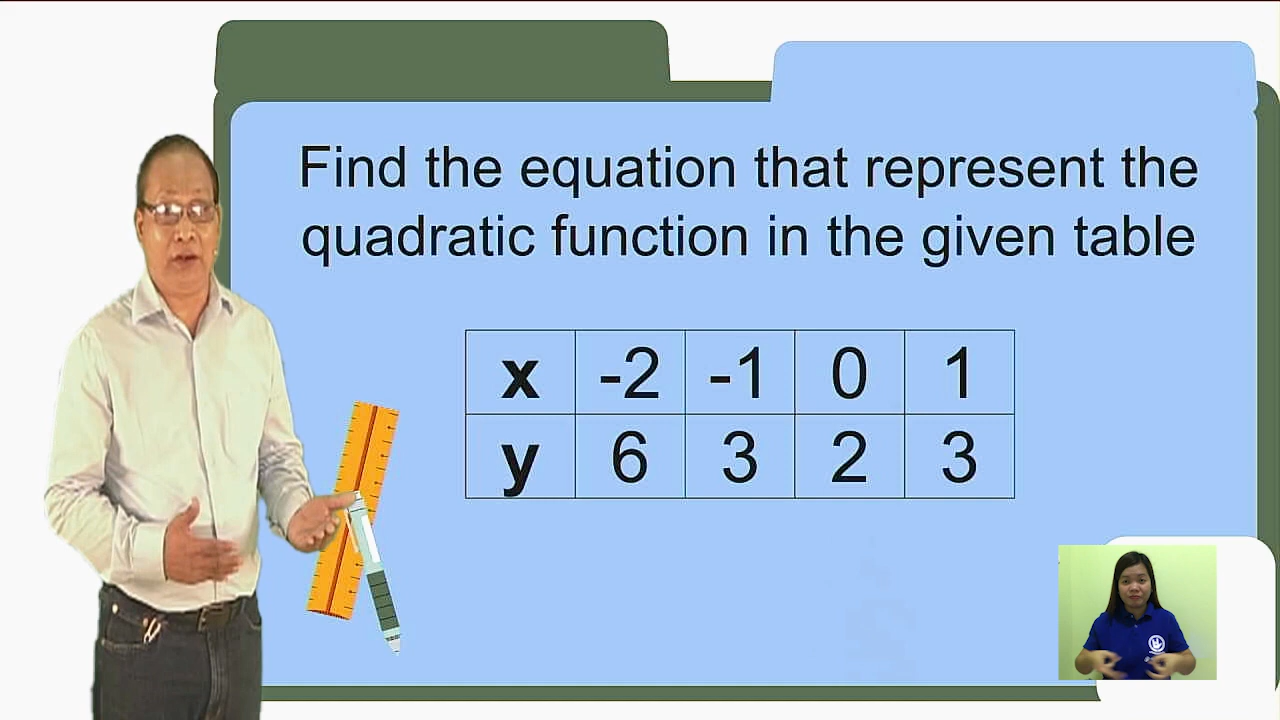 Find the equation that represent the
quadratic function in the given table
x -2 -1 0 1
y 6 3 2 3